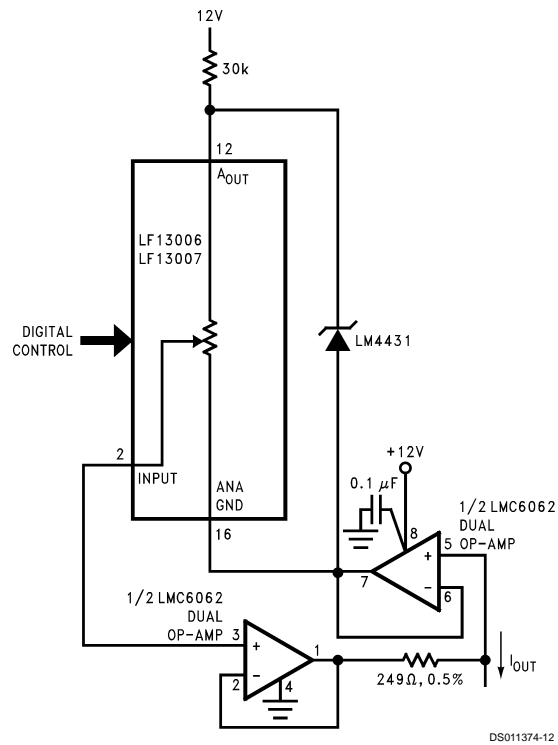 12V
30k
12
AOUT
LF13006
LF13007
DIGITAL
CONTROL
LM4431
2
INPUT
+12V
ANA
GND
0.1 µF
16
1/2 LMC6062
DUAL
OP-AMP
8
5
+
7
-
6
1/2 LMC6062
DUAL
OP-AMP
3
+
1
2
-
4
249Ω, 0.5%
IOUT
DS011374-12